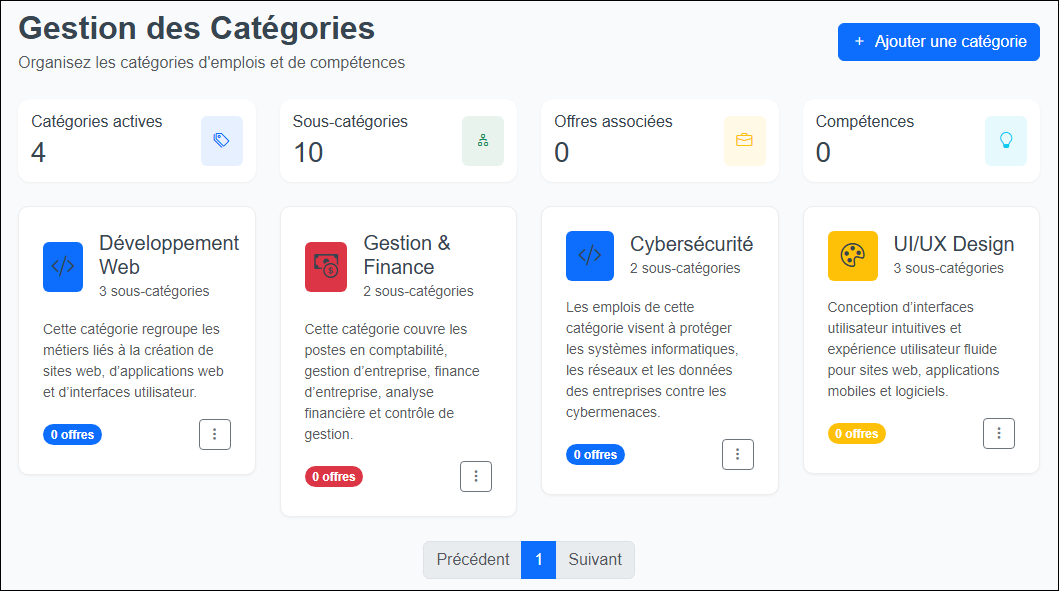 Gestion des Catégories
Organisez les catégories d'emplois et de compétences
+ Ajouter une catégorie
Catégories actives
4
Sous-catégories
10
Offres associées
0
Compétences
0
Développement
Web
3 sous-catégories
Cette catégorie regroupe les
métiers liés à la création de
sites web, d’applications web
et d’interfaces utilisateur.
0 offres
Gestion &
Finance
2 sous-catégories
Cette catégorie couvre les
postes en comptabilité,
gestion d’entreprise, finance
d’entreprise, analyse
financière et contrôle de
gestion.
0 offres
Cybersécurité
2 sous-catégories
Les emplois de cette
catégorie visent à protéger
les systèmes informatiques,
les réseaux et les données
des entreprises contre les
cybermenaces.
0 offres
UI/UX Design
3 sous-catégories
Conception d’interfaces
utilisateur intuitives et
expérience utilisateur fluide
pour sites web, applications
mobiles et logiciels.
0 offres
Précédent 1 Suivant